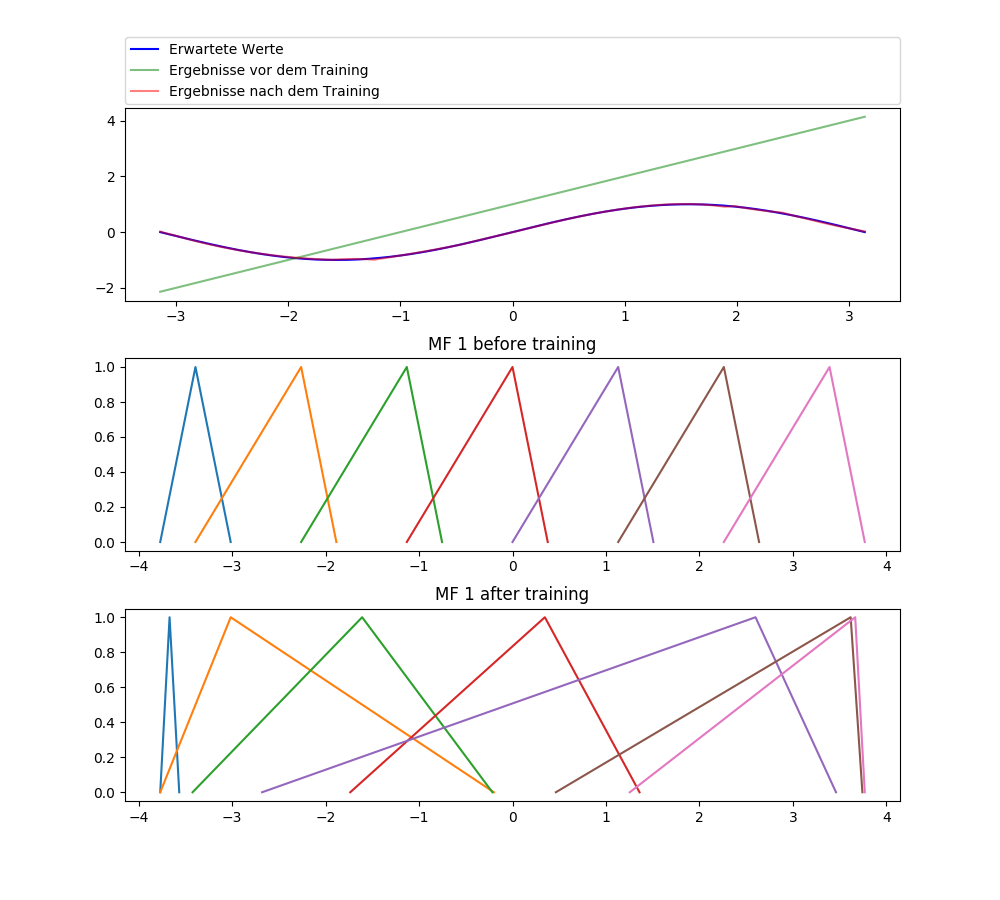 Erwartete Werte
Ergebnisse vor dem Training
Ergebnisse nach dem Training
4
2
0
−2
−3 −2 −1 0 1 2 3
MF 1 before training
1.0
0.8
0.6
0.4
0.2
0.0
−4 −3 −2 −1 0 1 2 3 4
MF 1 after training
1.0
0.8
0.6
0.4
0.2
0.0
−4 −3 −2 −1 0 1 2 3 4